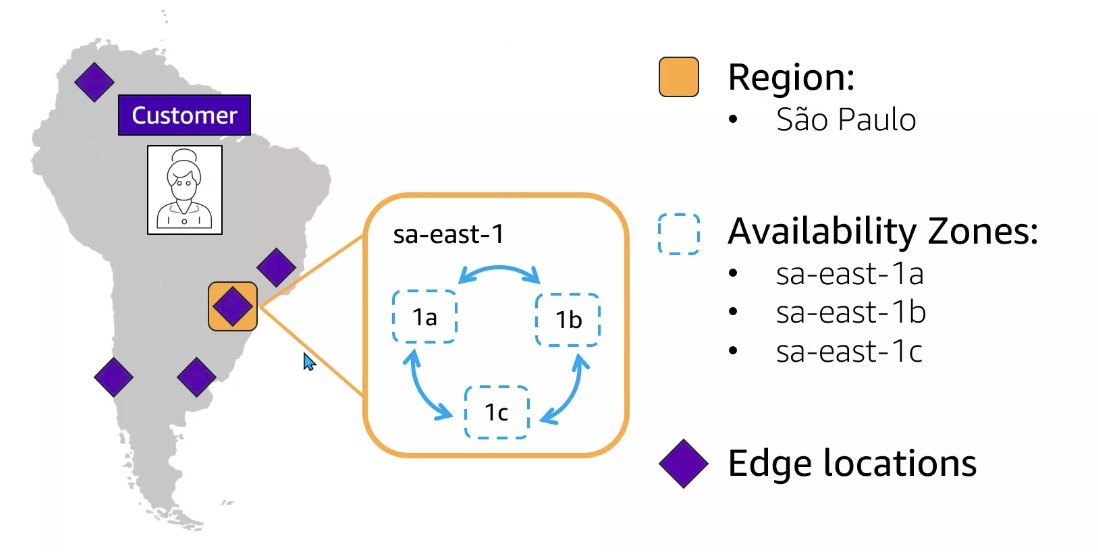 Customer
sa-east-1
1a
1b
1c
Region:
• São Paulo
Availability Zones:
• sa-east-1a
• sa-east-1b
• sa-east-1c
Edge locations